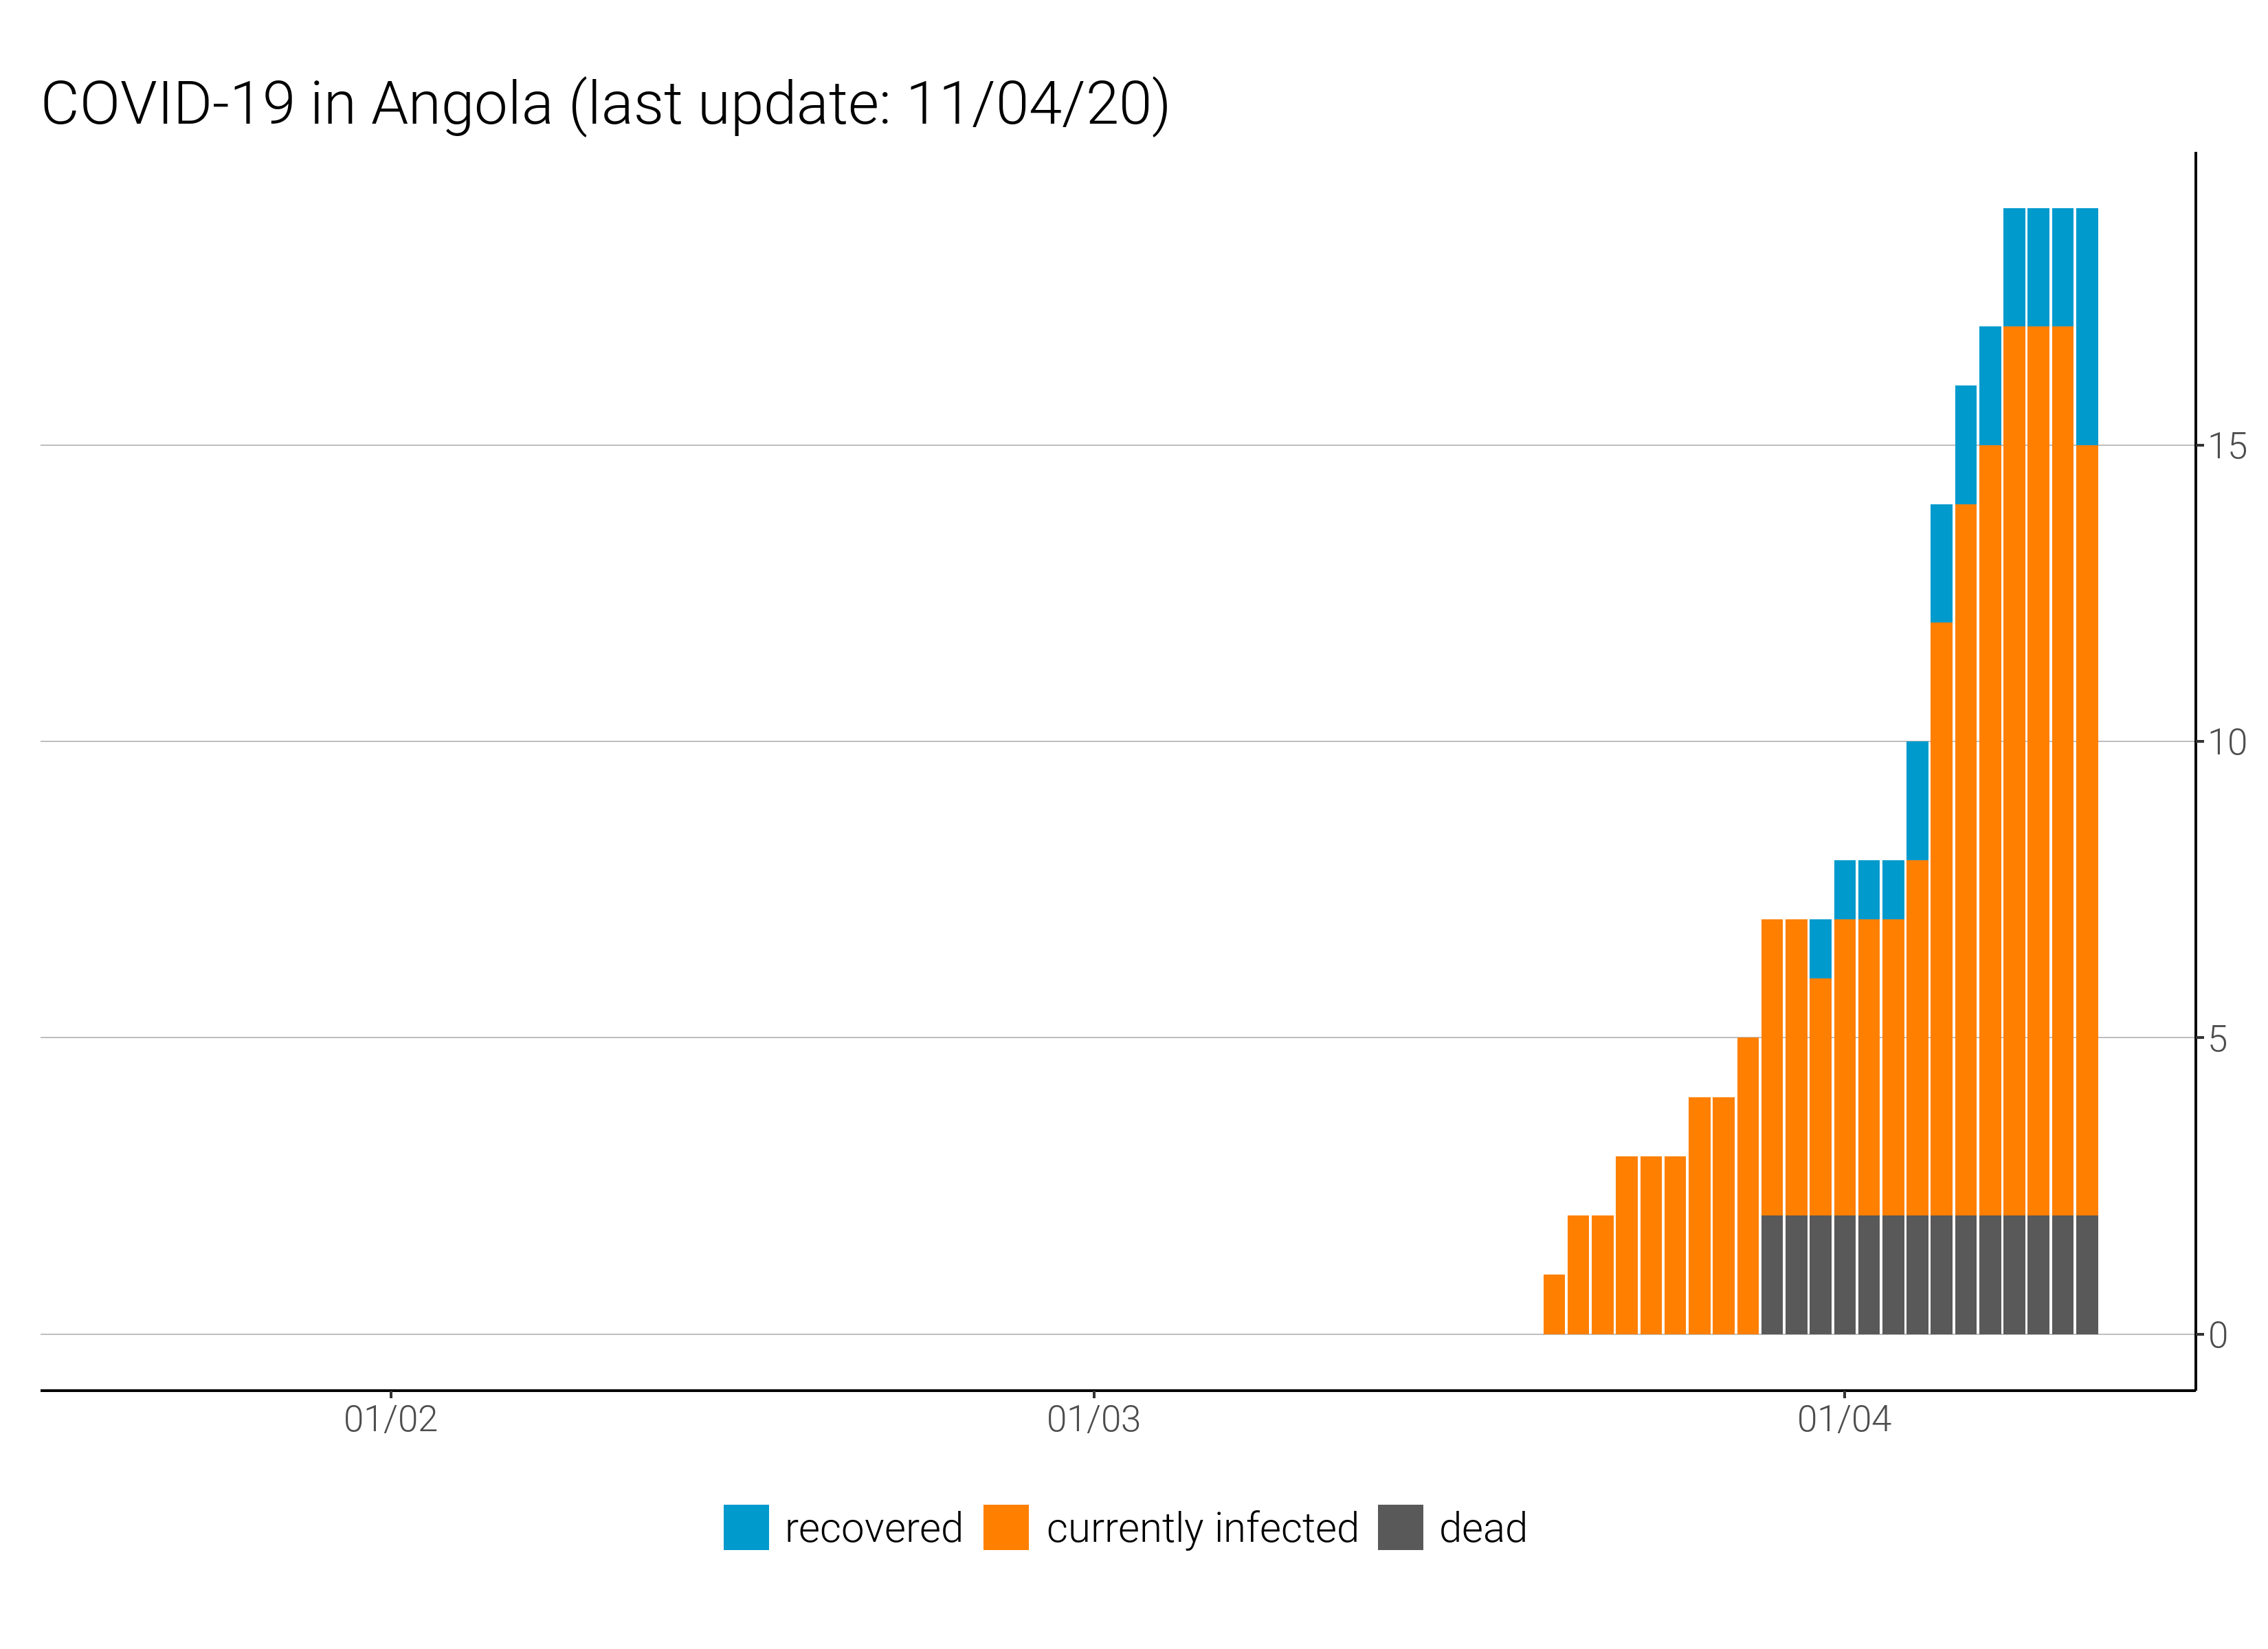 COVID-19 in Angola (last update: 11/04/20)
15
10
5
0
01/02 01/03 01/04
recovered currently infected dead